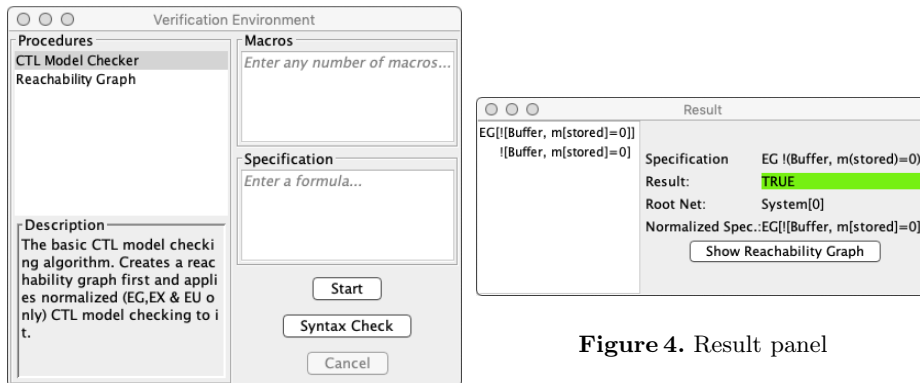 Verification Environment
Procedures
CTL Model Checker
Reachability Graph
Description
The basic CTL model checki
ng algorithm. Creates a reac
hability graph first and appli
es normalized (EG,EX & EU o
nly) CTL model checking to i
t.
Macros
Enter any number of macros...
Specification
Enter a formula...
Start
Syntax Check
Cancel
Result
EG[![Buffer, m[stored]=0]]
![Buffer, m[stored]=0]
Specification EG !(Buffer, m(stored)=0)
Result: TRUE
Root Net: System[0]
Normalized Spec.:EG[![Buffer, m[stored]=0]
Show Reachability Graph
Figure 4. Result panel